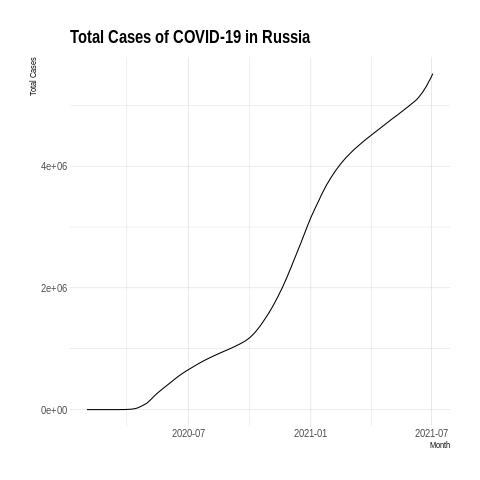 Total Cases of COVID-19 in Russia
Total Cases
4e+06
2e+06
0e+00
2020-07 2021-01 2021-07
Month